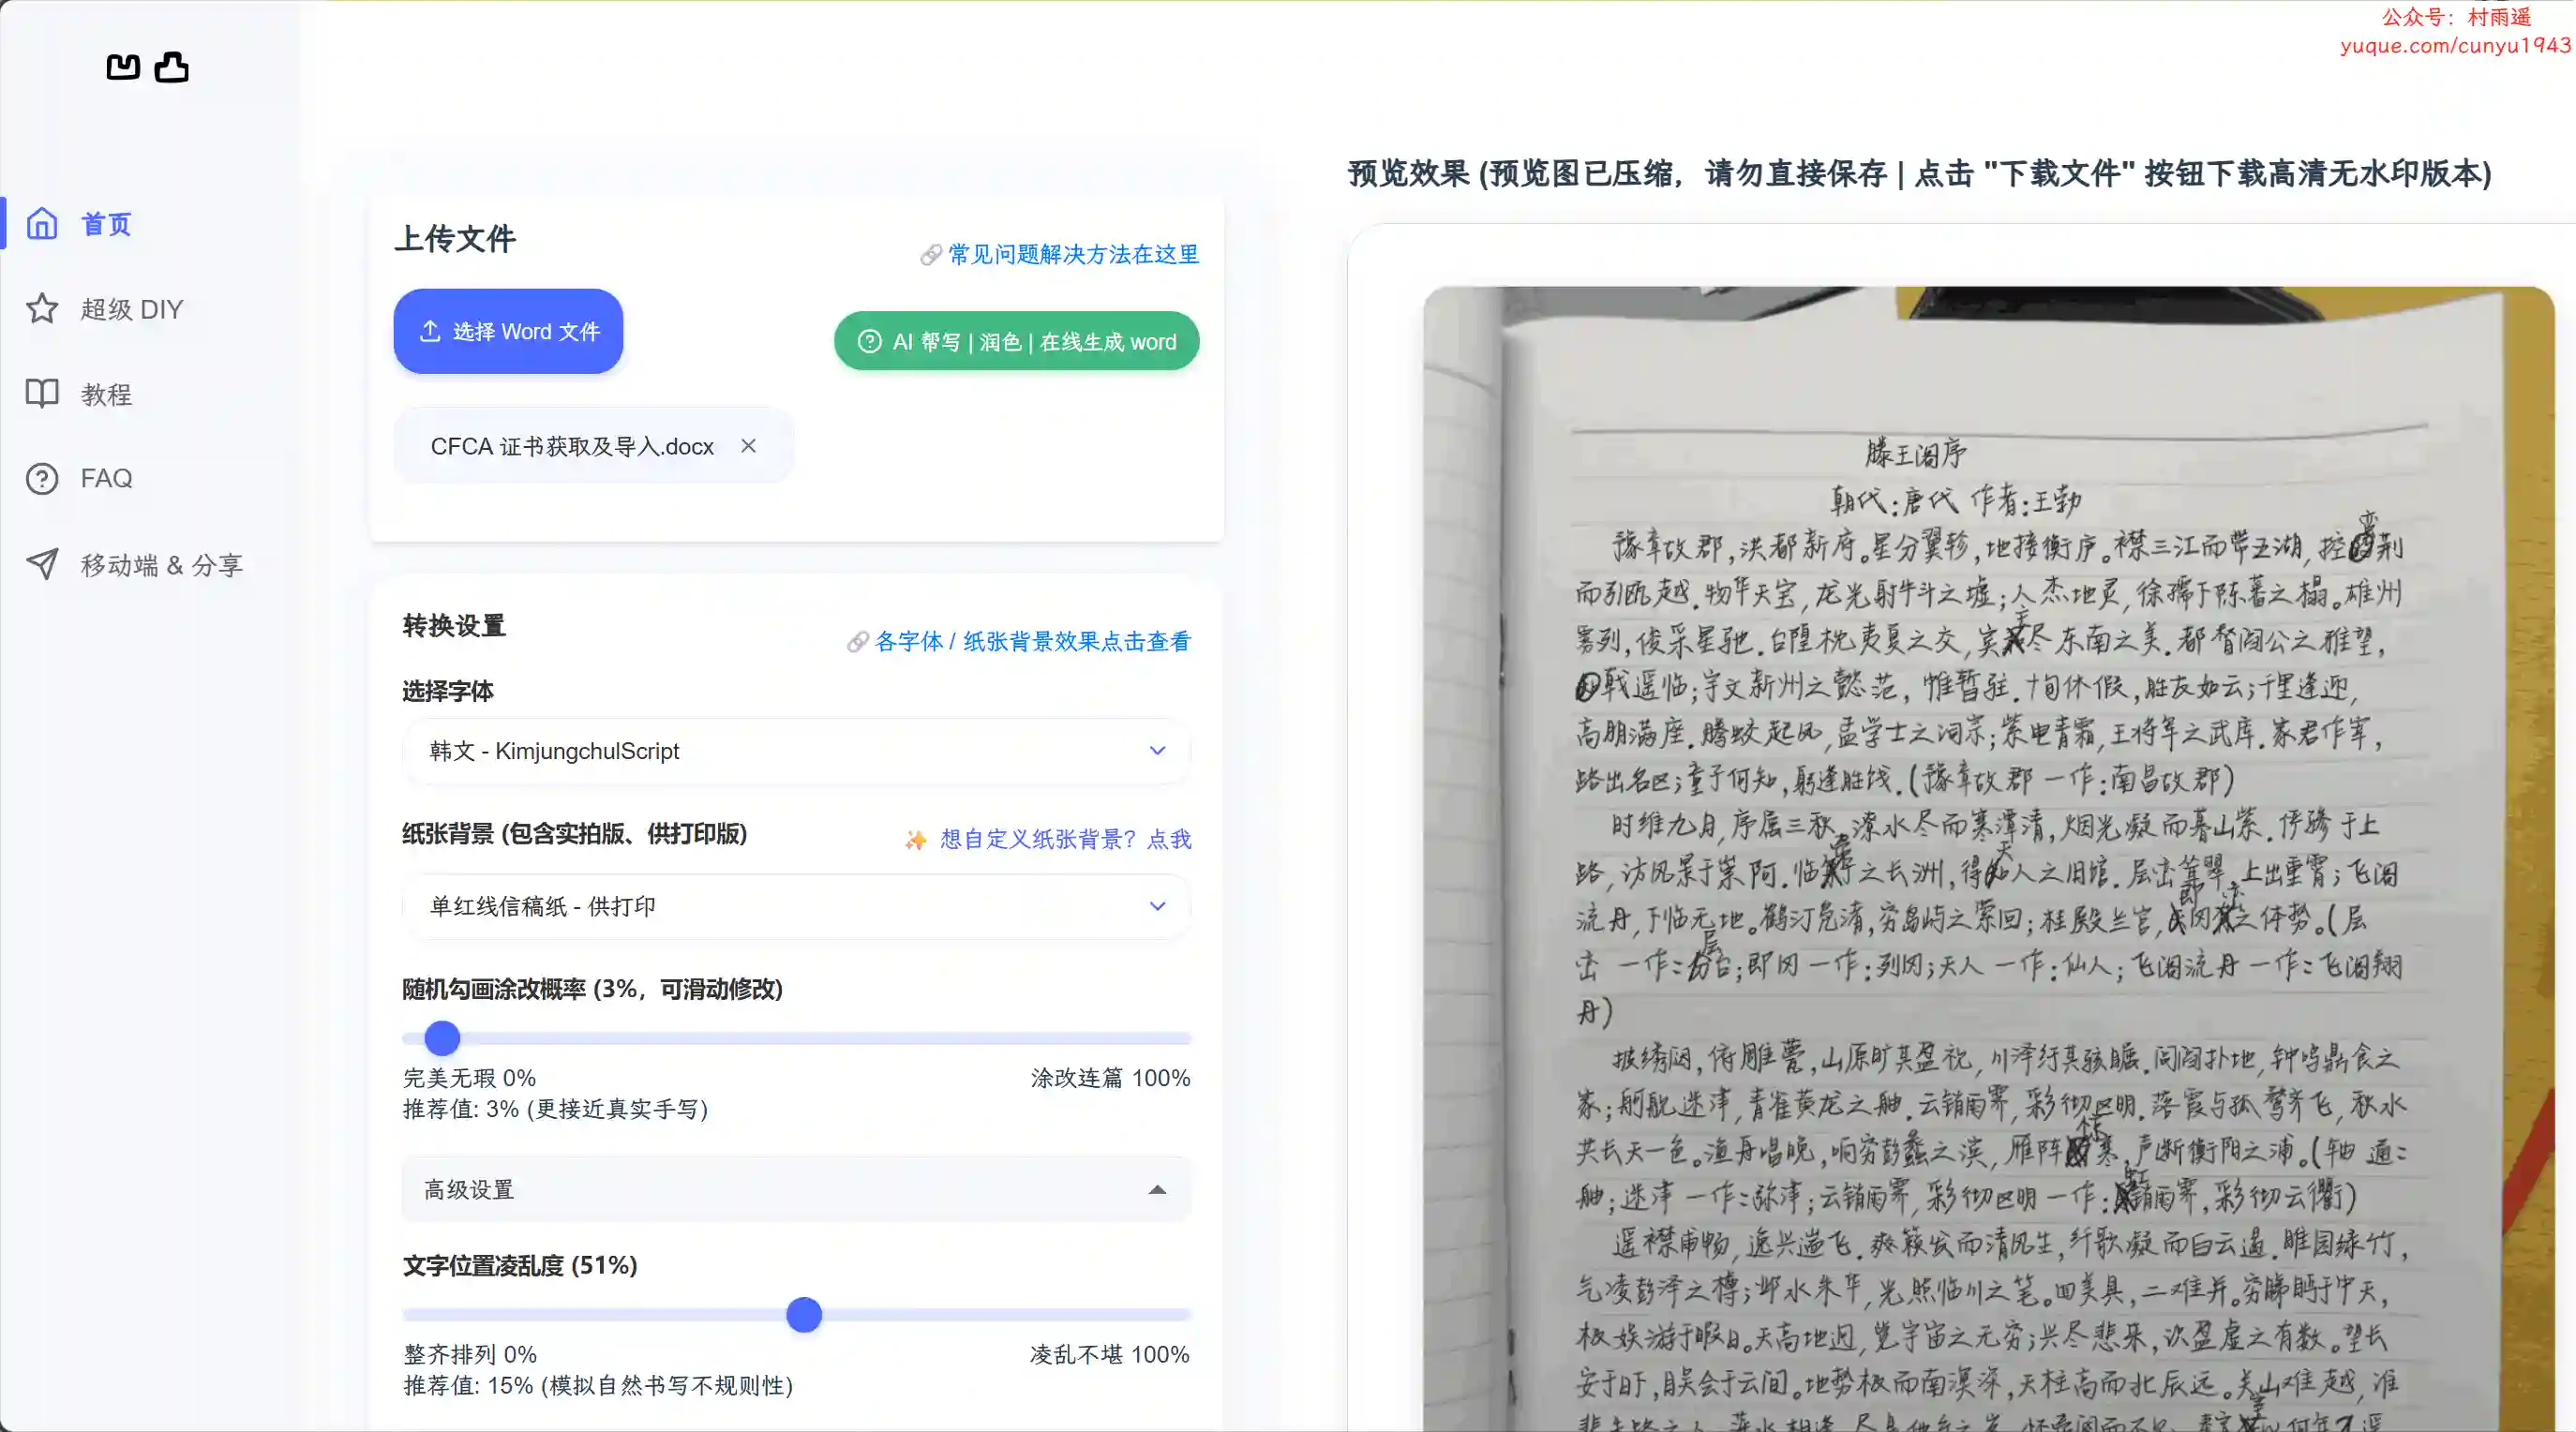 公众号：村雨遥
yuque.com/cunyu1943
凹凸
首页
超级 DIY
教程
FAQ
移动端 & 分享
上传文件
常见问题解决方法在这里
选择 Word 文件
AI 帮写 | 润色 | 在线生成 word
CFCA 证书获取及导入.docx
转换设置
各字体 / 纸张背景效果点击查看
选择字体
韩文 - KimjungchulScript
纸张背景 (包含实拍版、供打印版)
想自定义纸张背景？点我
单红线信稿纸 - 供打印
随机勾画涂改概率 (3%，可滑动修改)
完美无瑕 0%
涂改连篇 100%
推荐值: 3% (更接近真实手写)
高级设置
文字位置凌乱度 (51%)
整齐排列 0%
凌乱不堪 100%
推荐值: 15% (模拟自然书写不规则性)
预览效果 (预览图已压缩，请勿直接保存 | 点击 "下载文件" 按钮下载高清无水印版本)
滕王阁序
朝代:唐代 作者:王勃
豫章故郡,洪都新府。星分翼轸,地接衡庐。襟三江而带五湖,控蛮荆
而引瓯越.物华天宝,龙光射牛斗之墟;人杰地灵,徐孺下陈蕃之榻。雄州
雾列,俊采星驰.台隍枕夷夏之交,宾主尽东南之美.都督阎公之雅望,
戟遥临;宇文新州之懿范,惟暂驻.十旬休假,胜友如云;千里逢迎,
高朋满座.腾蛟起凤,孟学士之词宗;紫电青霜,王将军之武库.家君作宰,
路出名区;童子何知,躬逢胜饯.(豫章故郡 一作:南昌故郡)
时维九月,序属三秋.潦水尽而寒潭清,烟光凝而暮山紫.俨骖于上
路,访风景于崇阿.临帝子之长洲,得天人之旧馆.层峦耸翠,上出重霄;飞阁
流丹,下临无地。鹤汀凫渚,穷岛屿之萦回;桂殿兰宫,即冈峦之体势。(层
峦 一作:层台;即冈 一作:列冈;天人 一作:仙人;飞阁流丹 一作:飞阁翔
丹)
披绣闼,俯雕甍,山原旷其盈视,川泽纡其骇瞩.闾阎扑地,钟鸣鼎食之
家;舸舰迷津,青雀黄龙之舳.云销雨霁,彩彻区明.落霞与孤鹜齐飞,秋水
共长天一色。渔舟唱晚,响穷彭蠡之滨,雁阵惊寒,声断衡阳之浦。(轴 通:
舳;迷津 一作:弥津;云销雨霁,彩彻区明 一作:虹销雨霁,彩彻云衢)
遥襟甫畅,逸兴遄飞.爽籁发而清风生,纤歌凝而白云遏.睢园绿竹,
气凌彭泽之樽;邺水朱华,光照临川之笔。四美具,二难并。穷睇眄于中天,
极娱游于暇日。天高地迥,觉宇宙之无穷;兴尽悲来,识盈虚之有数。望长
安于日下,目吴会于云间。地势极而南溟深,天柱高而北辰远。关山难越,谁